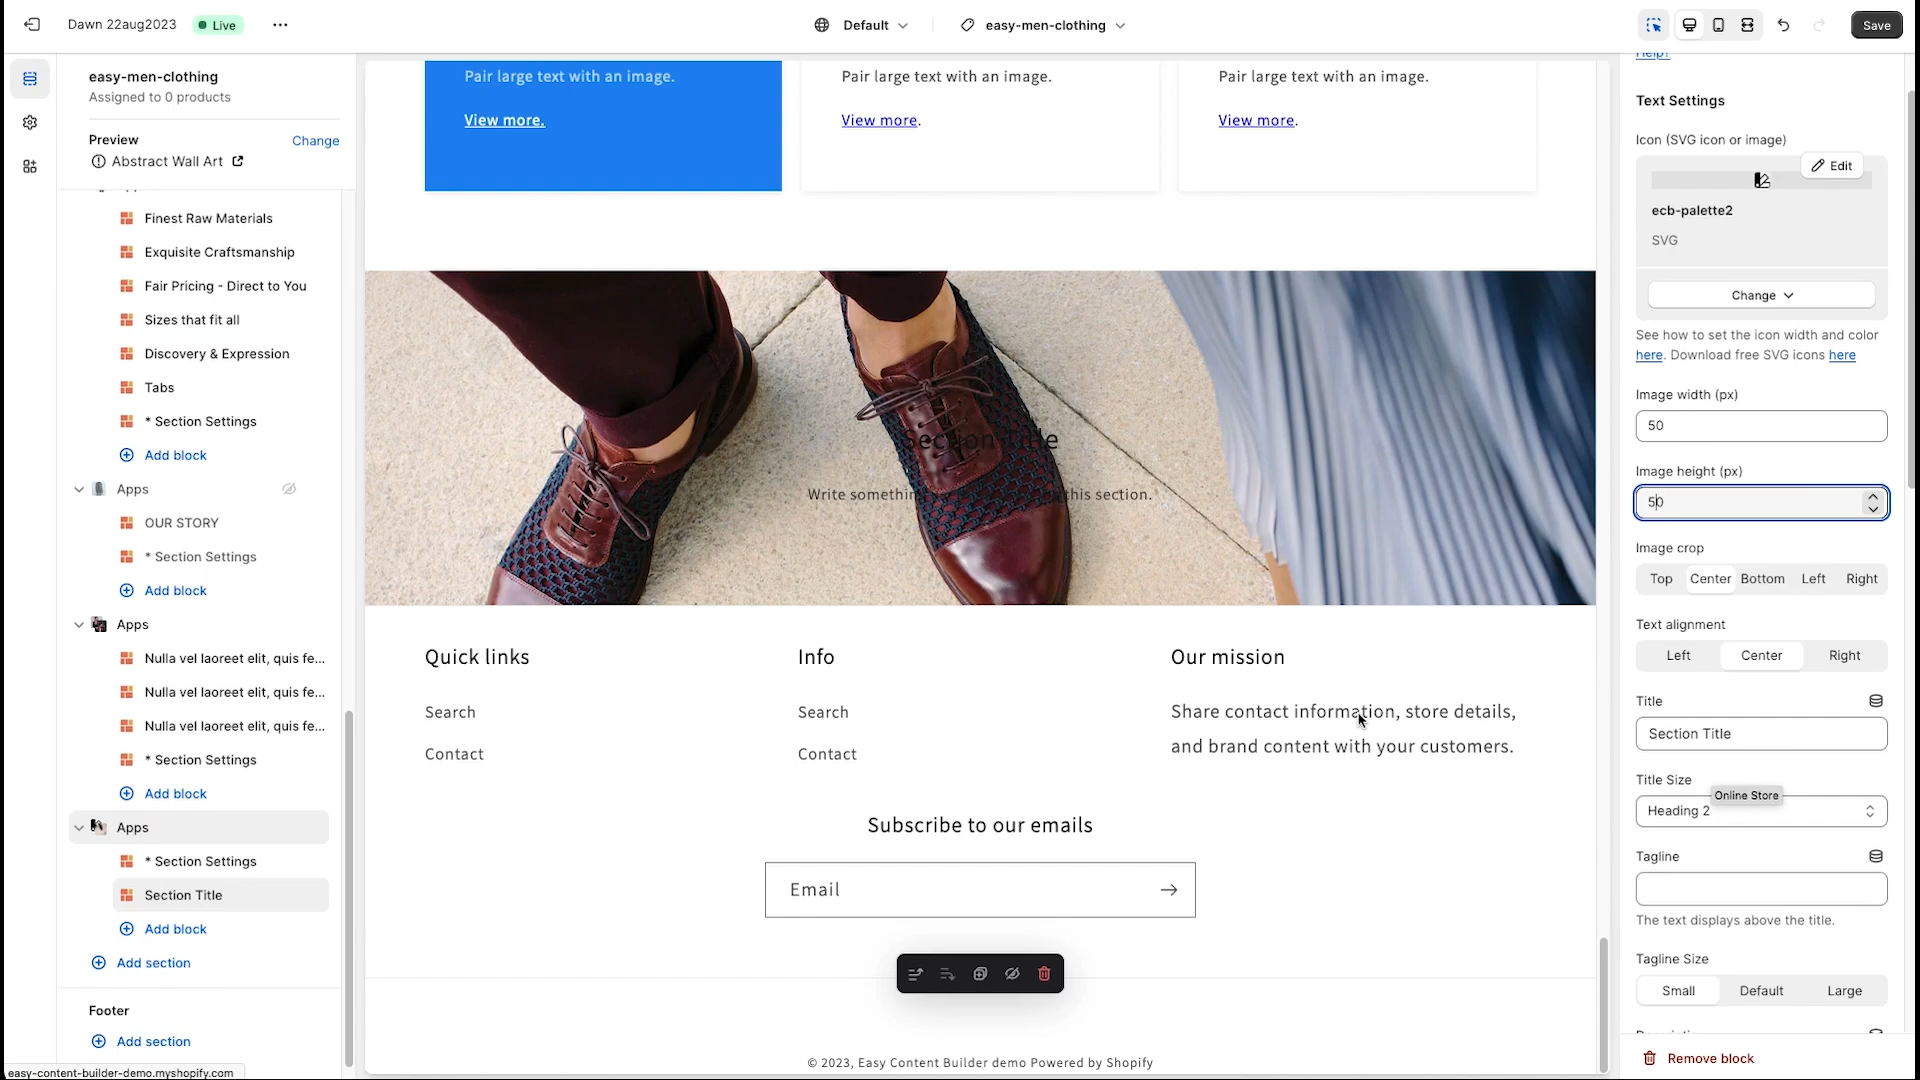 Dawn 22aug2023
Live
Default
easy-men-clothing
Save
easy-men-clothing
Assigned to 0 products
Preview
Change
Abstract Wall Art
Finest Raw Materials
Exquisite Craftsmanship
Fair Pricing - Direct to You
Sizes that fit all
Discovery & Expression
Tabs
* Section Settings
Add block
Apps
OUR STORY
* Section Settings
Add block
Apps
Nulla vel laoreet elit, quis fe...
Nulla vel laoreet elit, quis fe...
Nulla vel laoreet elit, quis fe...
* Section Settings
Add block
Apps
* Section Settings
Section Title
Add block
Add section
Footer
Add section
easy-content-builder-demo.myshopify.com
Pair large text with an image.
View more.
Pair large text with an image.
View more.
Pair large text with an image.
View more.
Section Title
Write something this section.
Quick links
Search
Contact
Info
Search
Contact
Our mission
Share contact information, store details,
and brand content with your customers.
Subscribe to our emails
Email
© 2023, Easy Content Builder demo Powered by Shopify
Help?
Text Settings
Icon (SVG icon or image)
Edit
ecb-palette2
SVG
Change
See how to set the icon width and color
here. Download free SVG icons here
Image width (px)
50
Image height (px)
50
Image crop
Top Center Bottom Left Right
Text alignment
Left Center Right
Title
Section Title
Title Size
Online Store
Heading 2
Tagline
The text displays above the title.
Tagline Size
Small Default Large
Remove block